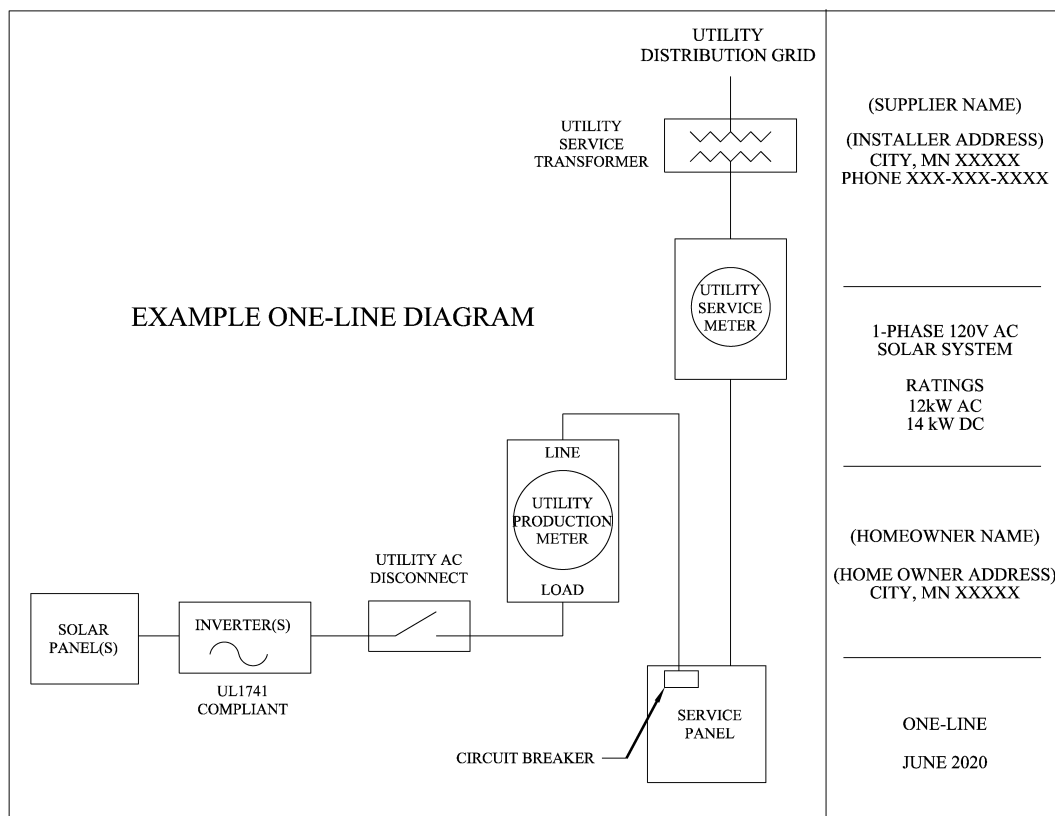 UTILITY
DISTRIBUTION GRID
UTILITY
SERVICE
TRANSFORMER
UTILITY
SERVICE
METER
EXAMPLE ONE-LINE DIAGRAM
LINE
UTILITY
PRODUCTION
METER
LOAD
UTILITY AC
DISCONNECT
SOLAR
PANEL(S)
INVERTER(S)
UL1741
COMPLIANT
SERVICE
PANEL
CIRCUIT BREAKER
(SUPPLIER NAME)
(INSTALLER ADDRESS)
CITY, MN XXXXX
PHONE XXX-XXX-XXXX
1-PHASE 120V AC
SOLAR SYSTEM
RATINGS
12kW AC
14 kW DC
(HOMEOWNER NAME)
(HOME OWNER ADDRESS)
CITY, MN XXXXX
ONE-LINE
JUNE 2020